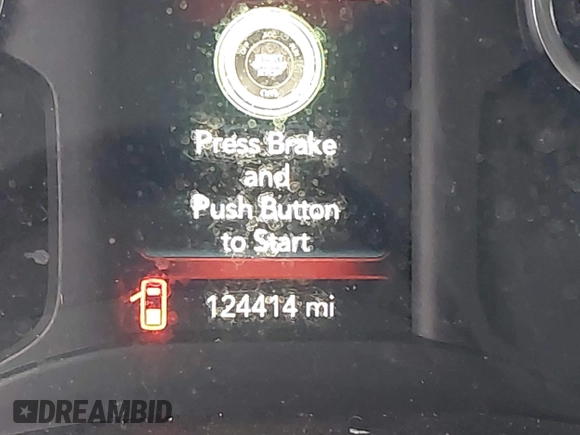 Press Brake
and
Push Button
to Start
124414 mi
DREAMBID